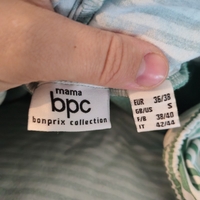 mama
bpc
bonprix collection
EUR 36/38
GB/US S
F/B 38/40
IT 42/44